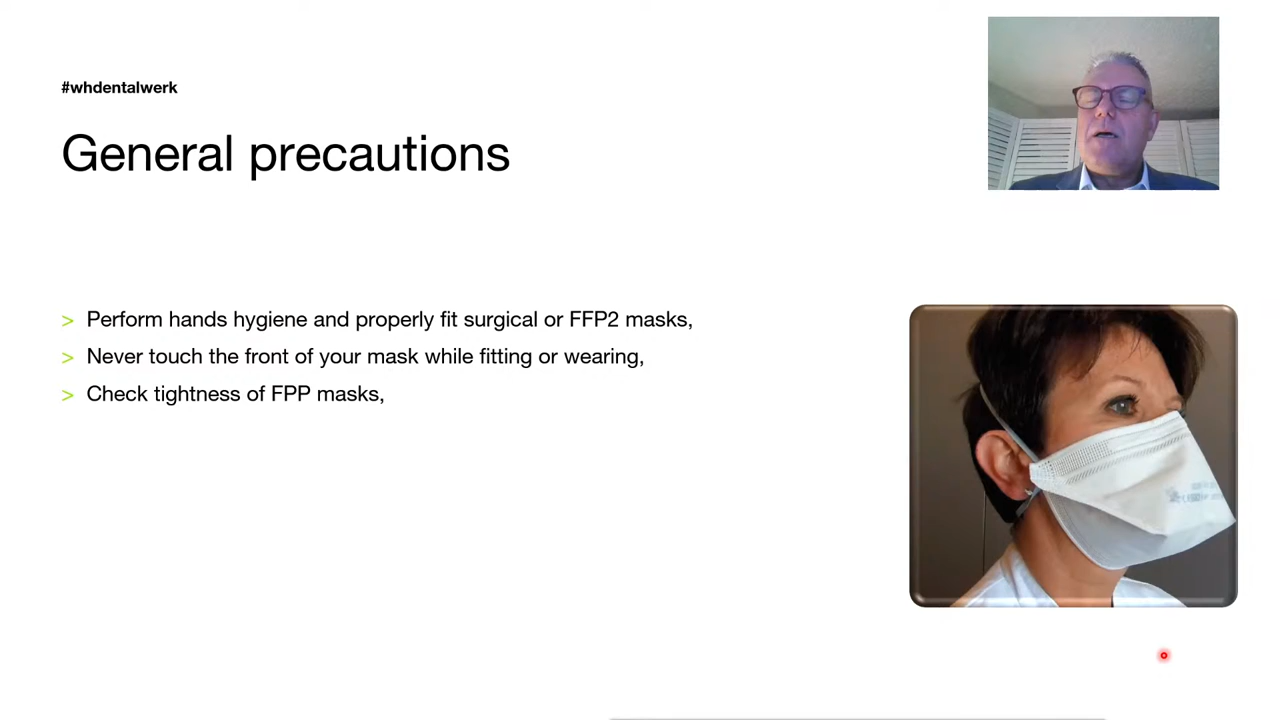 #whdentalwerk
General precautions
> Perform hands hygiene and properly fit surgical or FFP2 masks,
> Never touch the front of your mask while fitting or wearing,
> Check tightness of FPP masks,